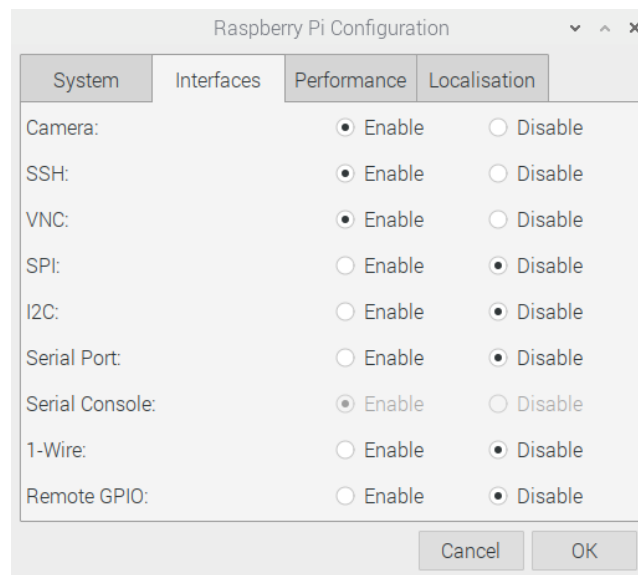 Raspberry Pi Configuration
System Interfaces Performance Localisation
Camera: Enable Disable
SSH: Enable Disable
VNC: Enable Disable
SPI: Enable Disable
I2C: Enable Disable
Serial Port: Enable Disable
Serial Console: Enable Disable
1-Wire: Enable Disable
Remote GPIO: Enable Disable
Cancel OK